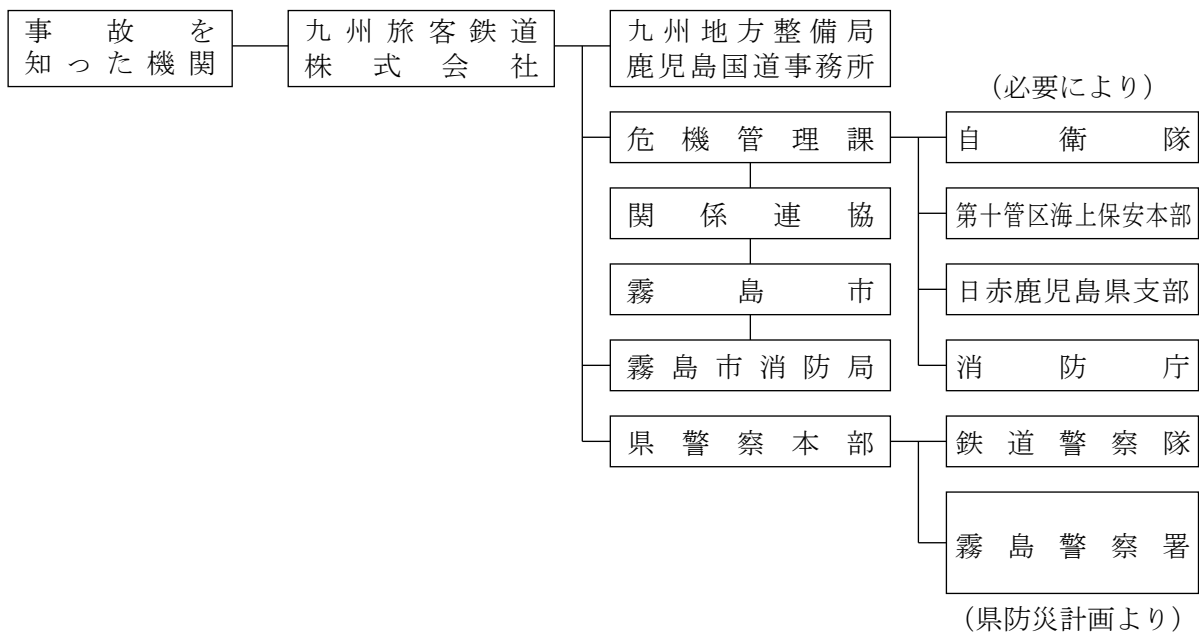 事故を
知った機関
九州旅客鉄道
株式会社
九州地方整備局
鹿児島国道事務所
(必要により)
危機管理課
自衛隊
関係連協
第十管区海上保安本部
霧島市
日赤鹿児島県支部
霧島市消防局
消防庁
県警察本部
鉄道警察隊
霧島警察署
(県防災計画より)